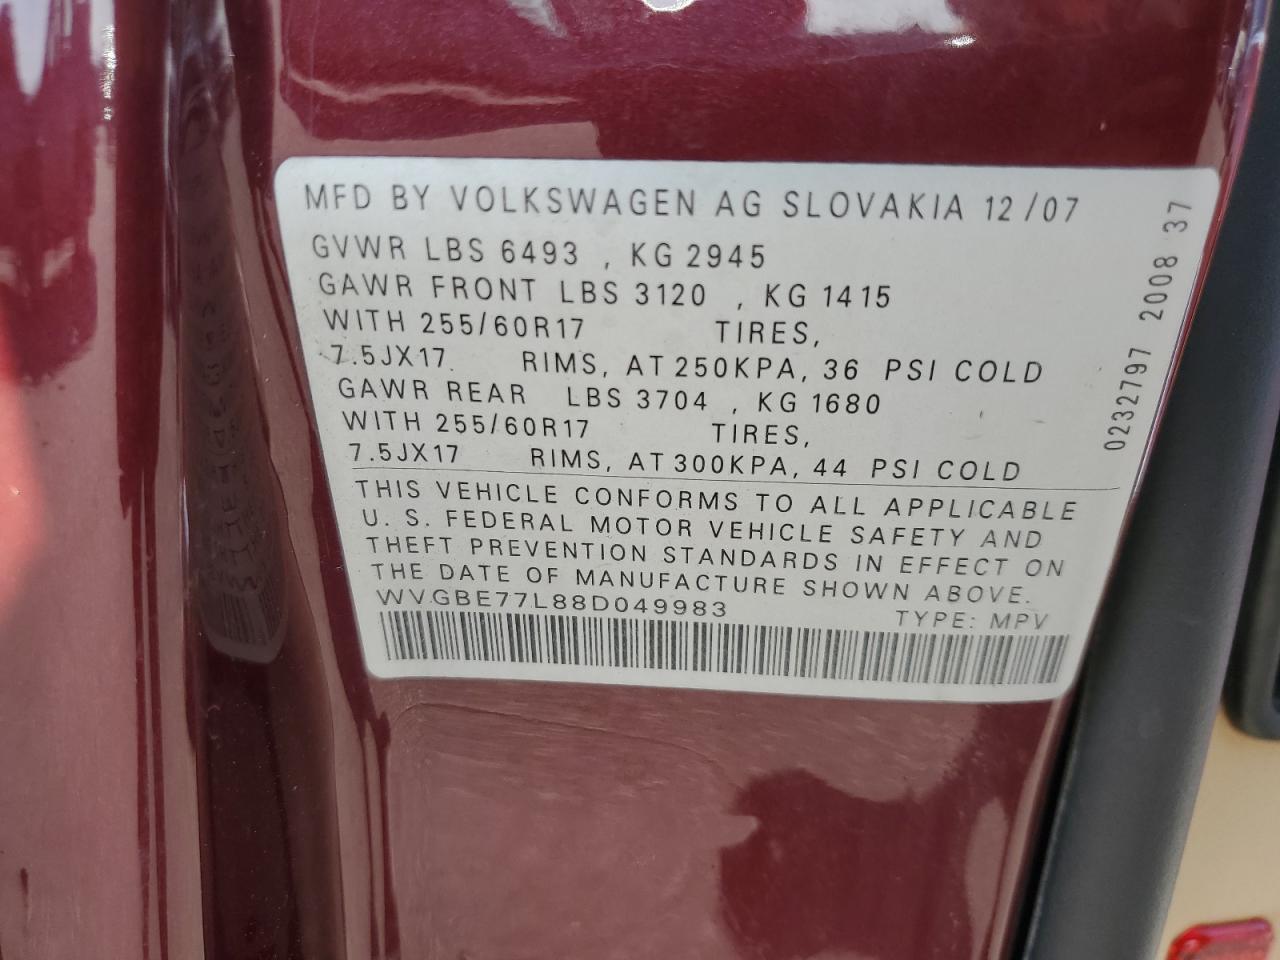 MFD BY VOLKSWAGEN AG SLOVAKIA 12/07
GVWR LBS 6493 , KG 2945
GAWR FRONT LBS 3120 , KG 1415
WITH 255/60R17 TIRES,
7.5JX17 RIMS, AT 250KPA, 36 PSI COLD
GAWR REAR LBS 3704 , KG 1680
WITH 255/60R17 TIRES,
7.5JX17 RIMS, AT 300KPA, 44 PSI COLD
THIS VEHICLE CONFORMS TO ALL APPLICABLE
U. S. FEDERAL MOTOR VEHICLE SAFETY AND
THEFT PREVENTION STANDARDS IN EFFECT ON
THE DATE OF MANUFACTURE SHOWN ABOVE.
WVGBE77L88D049983 TYPE: MPV
0232797 2008 37